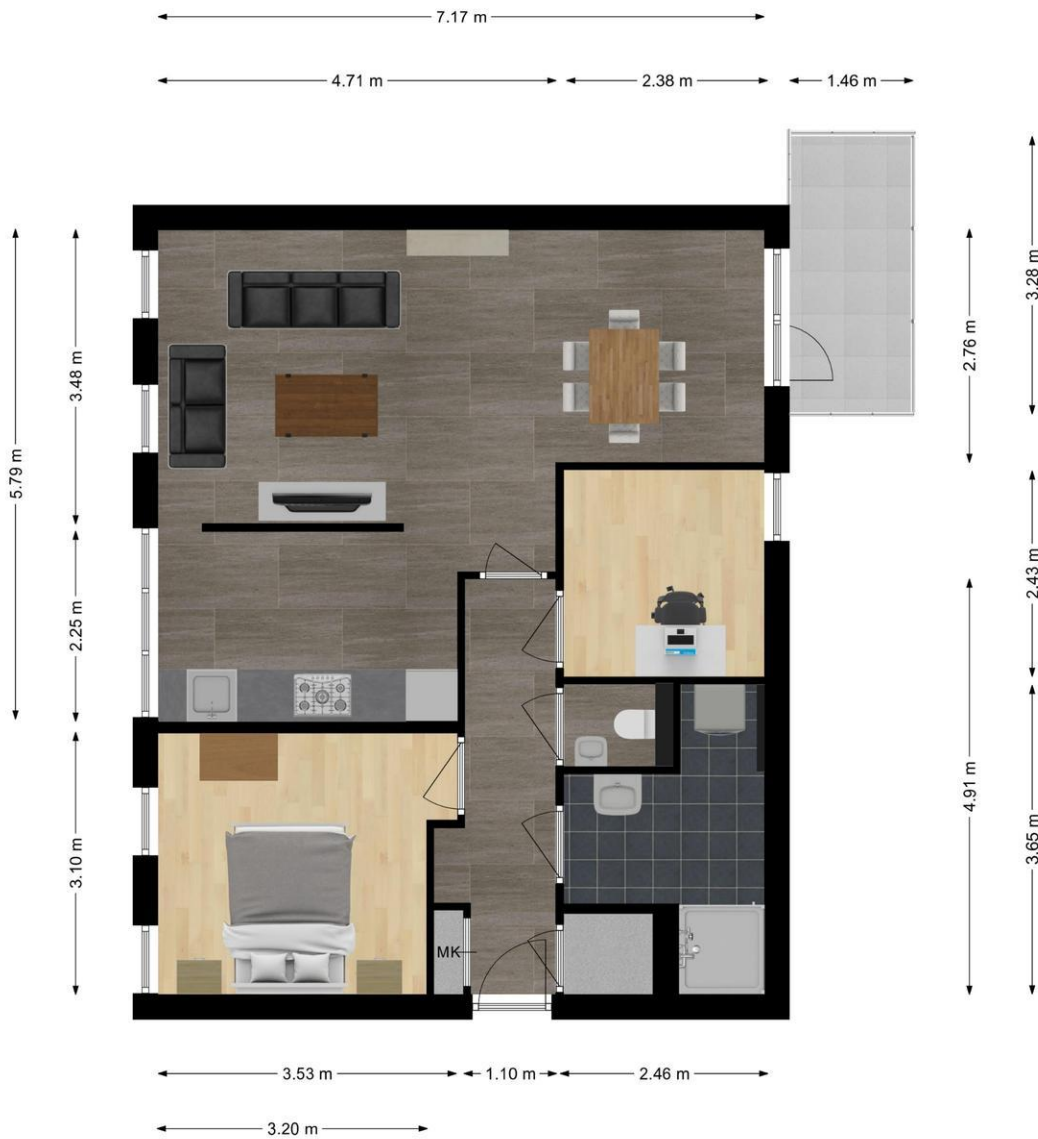 7.17 m
4.71 m
2.38 m
1.46 m
5.79 m
3.48 m
2.25 m
3.10 m
2.76 m
3.28 m
2.43 m
4.91 m
3.65 m
MK
3.53 m
1.10 m
2.46 m
3.20 m